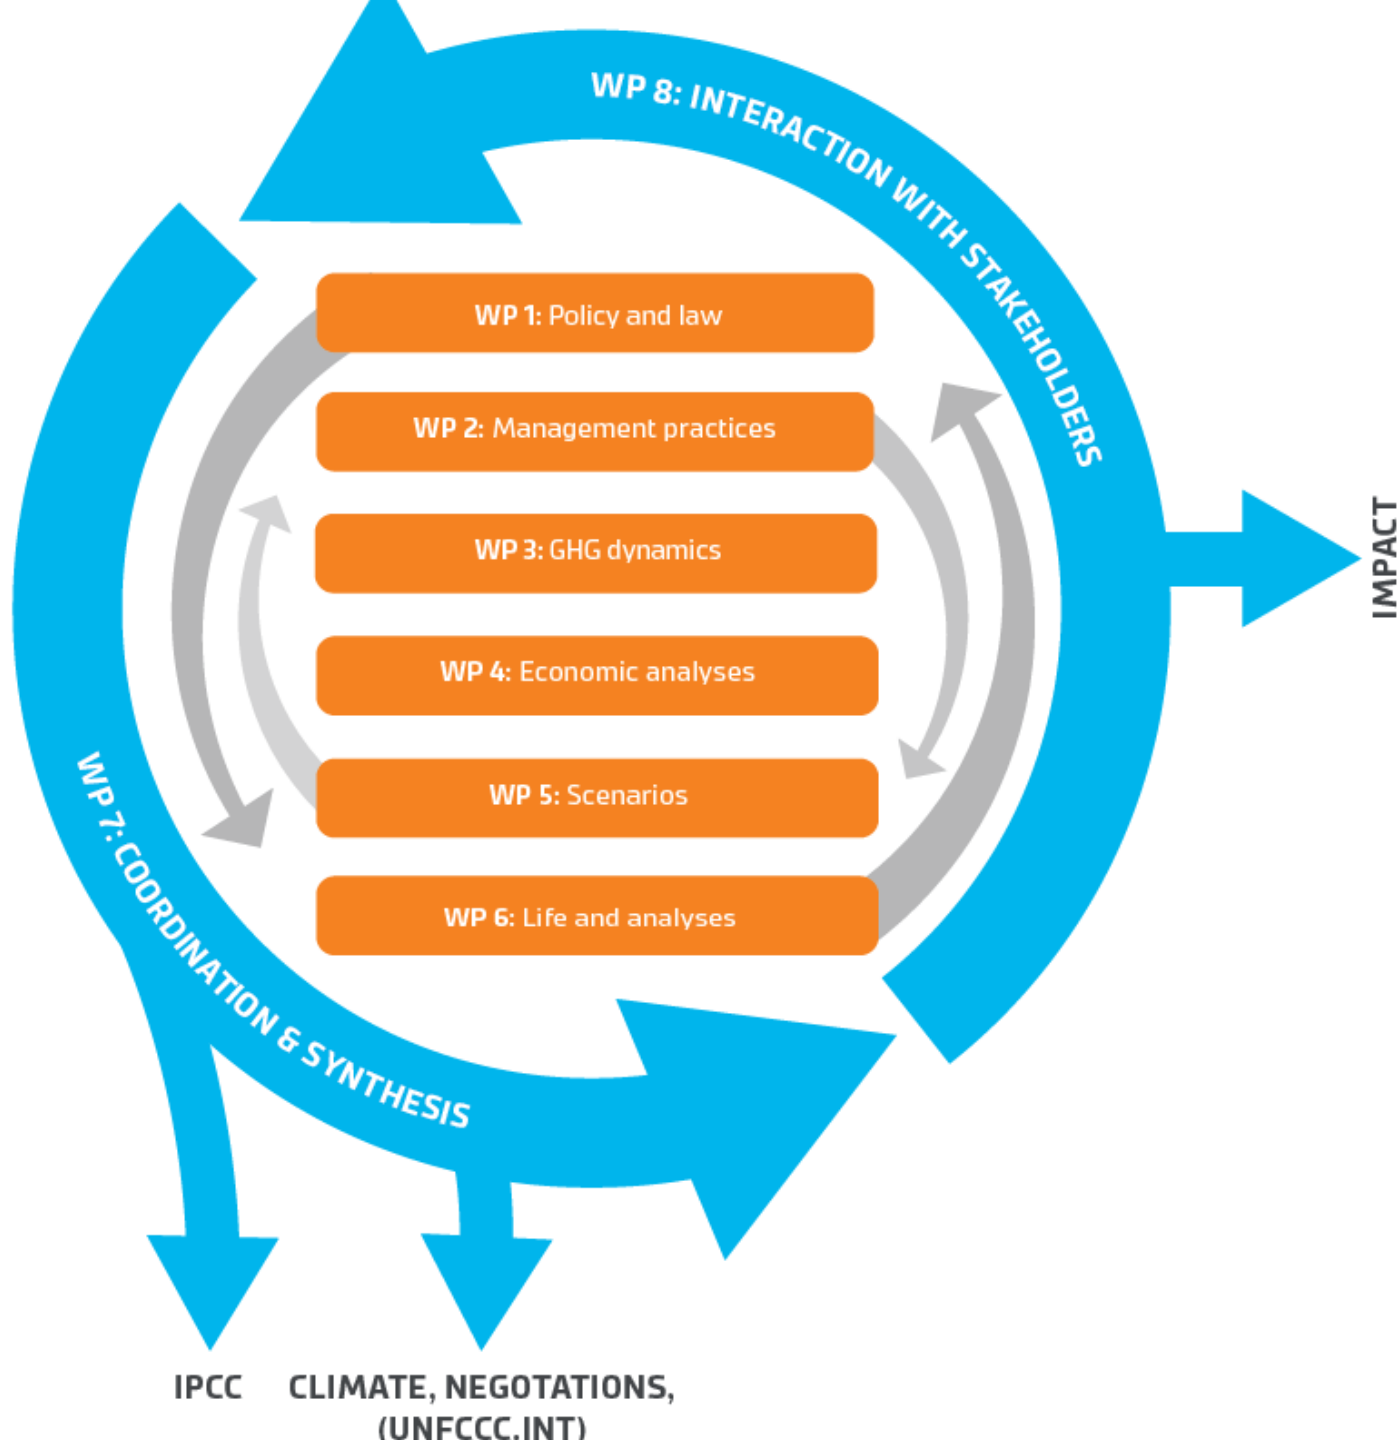 WP 8: INTERACTION WITH STAKEHOLDERS
WP 1: Policy and law
WP 2: Management practices
WP 3: GHG dynamics
WP 4: Economic analyses
WP 5: Scenarios
WP 6: Life and analyses
IMPACT
WP 7: COORDINATION & SYNTHESIS
IPCC
CLIMATE, NEGOTATIONS,
(UNFCCC.INT)